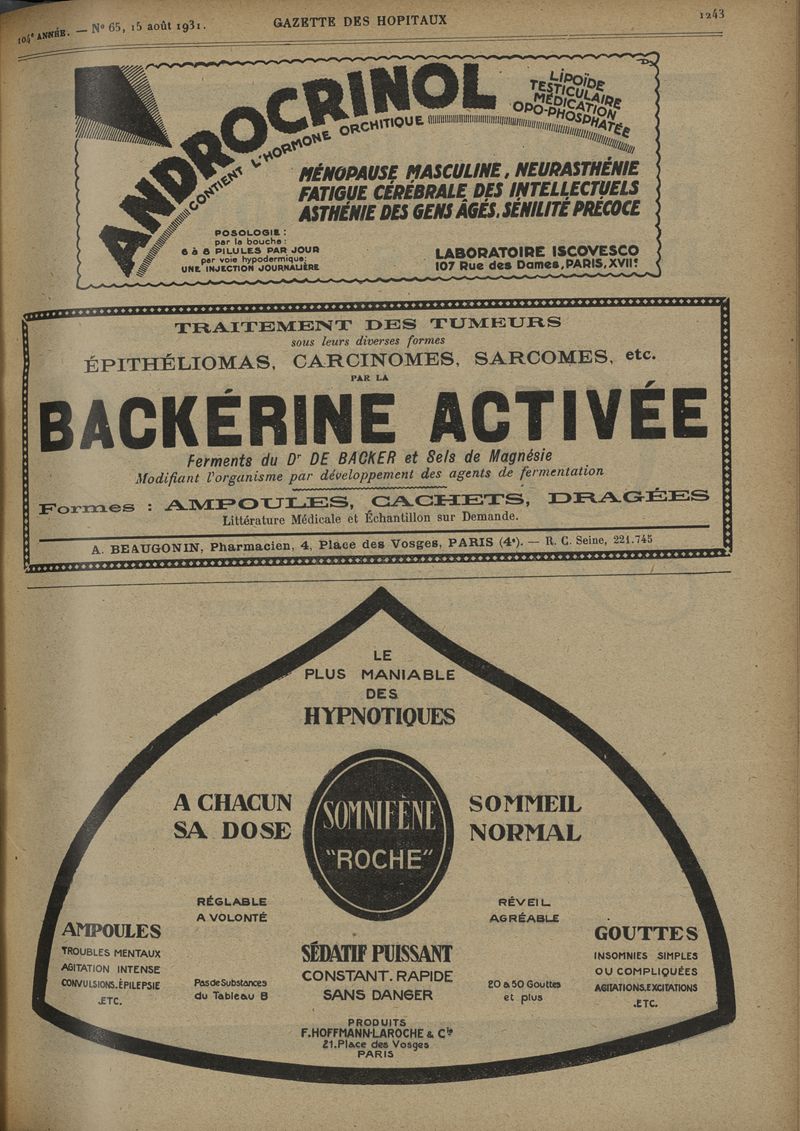 104e ANNÉE. — No 65, 15 août 1931.
GAZETTE DES HOPITAUX
1243
ANDROCRINOL
CONTIENT L'HORMONE ORCHITIQUE
LIPOÏDE
TESTICULAIRE
MÉDICATION
OPO-PHOSPHATÉE
MÉNOPAUSE MASCULINE, NEURASTHÉNIE
FATIGUE CÉRÉBRALE DES INTELLECTUELS
ASTHÉNIE DES GENS ÂGÉS, SÉNILITÉ PRÉCOCE
POSOLOGIE :
par la bouche :
6 à 8 PILULES PAR JOUR
par voie hypodermique:
UNE INJECTION JOURNALIÈRE
LABORATOIRE ISCOVESCO
107 Rue des Dames, PARIS, XVIIe
TRAITEMENT DES TUMEURS
sous leurs diverses formes
ÉPITHÉLIOMAS, CARCINOMES, SARCOMES, etc.
PAR LA
BACKÉRINE ACTIVÉE
Ferments du Dr DE BACKER et Sels de Magnésie
Modifiant l'organisme par développement des agents de fermentation
Formes : AMPOULES, CACHETS, DRAGÉES
Littérature Médicale et Échantillon sur Demande.
A. BEAUGONIN, Pharmacien, 4, Place des Vosges, PARIS (4e). — R. C. Seine, 221.745
LE
PLUS MANIABLE
DES
HYPNOTIQUES
A CHACUN
SA DOSE
SOMNIFÈNE
"ROCHE"
SOMMEIL
NORMAL
RÉGLABLE
A VOLONTÉ
RÉVEIL
AGRÉABLE
AMPOULES
TROUBLES MENTAUX
AGITATION INTENSE
CONVULSIONS.ÉPILEPSIE
.ETC.
Pas de Substances
du Tableau B
SÉDATIF PUISSANT
CONSTANT. RAPIDE
SANS DANGER
20 à 50 Gouttes
et plus
GOUTTES
INSOMNIES SIMPLES
OU COMPLIQUÉES
AGITATIONS.EXCITATIONS
.ETC.
PRODUITS
F.HOFFMANN-LAROCHE & Cie
21.Place des Vosges
PARIS